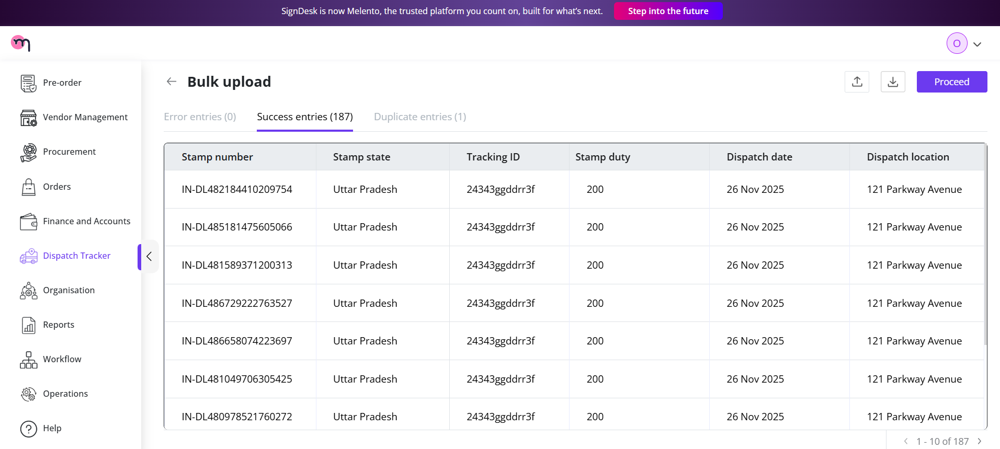 SignDesk is now Melento, the trusted platform you count on, built for what's next. Step into the future
O
Pre-order
Vendor Management
Procurement
Orders
Finance and Accounts
Dispatch Tracker
Organisation
Reports
Workflow
Operations
Help
Bulk upload
Proceed
Error entries (0) Success entries (187) Duplicate entries (1)
Stamp number Stamp state Tracking ID Stamp duty Dispatch date Dispatch location
IN-DL482184410209754 Uttar Pradesh 24343ggddrr3f 200 26 Nov 2025 121 Parkway Avenue
IN-DL485181475605066 Uttar Pradesh 24343ggddrr3f 200 26 Nov 2025 121 Parkway Avenue
IN-DL481589371200313 Uttar Pradesh 24343ggddrr3f 200 26 Nov 2025 121 Parkway Avenue
IN-DL486729222763527 Uttar Pradesh 24343ggddrr3f 200 26 Nov 2025 121 Parkway Avenue
IN-DL486658074223697 Uttar Pradesh 24343ggddrr3f 200 26 Nov 2025 121 Parkway Avenue
IN-DL481049706305425 Uttar Pradesh 24343ggddrr3f 200 26 Nov 2025 121 Parkway Avenue
IN-DL480978521760272 Uttar Pradesh 24343ggddrr3f 200 26 Nov 2025 121 Parkway Avenue
1 - 10 of 187